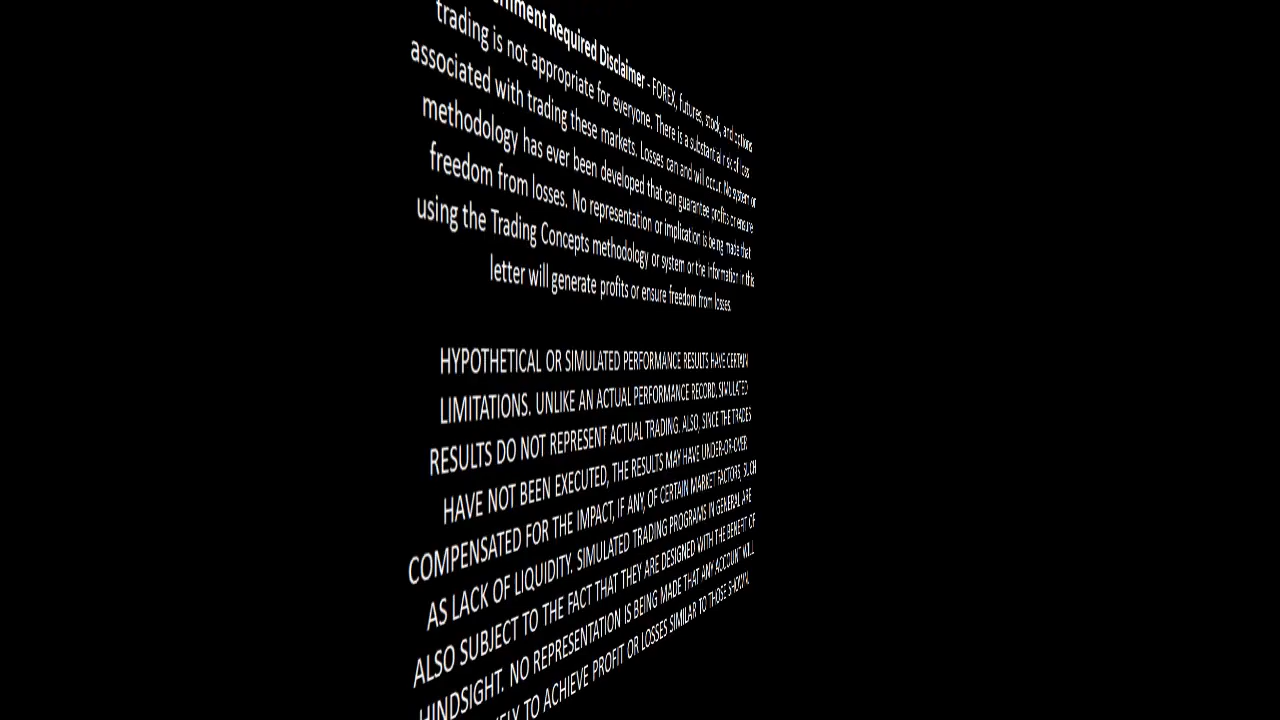 Required Disclaimer - FOREX, futures, stock, and options
trading is not appropriate for everyone. There is a substantial risk of loss
associated with trading these markets. Losses can and will occur. No system or
methodology has ever been developed that can guarantee profits or ensure
freedom from losses. No representation or implication is being made that
using the Trading Concepts methodology or system or the information in this
letter will generate profits or ensure freedom from losses.
HYPOTHETICAL OR SIMULATED PERFORMANCE RESULTS HAVE CERTAIN
LIMITATIONS. UNLIKE AN ACTUAL PERFORMANCE RECORD, SIMULATED
RESULTS DO NOT REPRESENT ACTUAL TRADING. ALSO, SINCE THE TRADES
HAVE NOT BEEN EXECUTED, THE RESULTS MAY HAVE UNDER-OR-OVER
COMPENSATED FOR THE IMPACT, IF ANY, OF CERTAIN MARKET FACTORS, SUCH
AS LACK OF LIQUIDITY. SIMULATED TRADING PROGRAMS IN GENERAL ARE
ALSO SUBJECT TO THE FACT THAT THEY ARE DESIGNED WITH THE BENEFIT OF
HINDSIGHT. NO REPRESENTATION IS BEING MADE THAT ANY ACCOUNT WILL
TO ACHIEVE PROFIT OR LOSSES SIMILAR TO THOSE SHOWN.